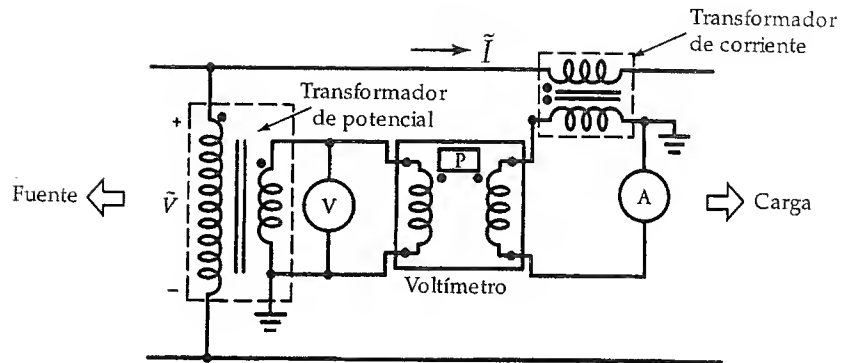 Transformador
de corriente
Ĩ
Transformador
de potencial
+
P
Fuente
Ṽ
V
A
Carga
−
Voltímetro